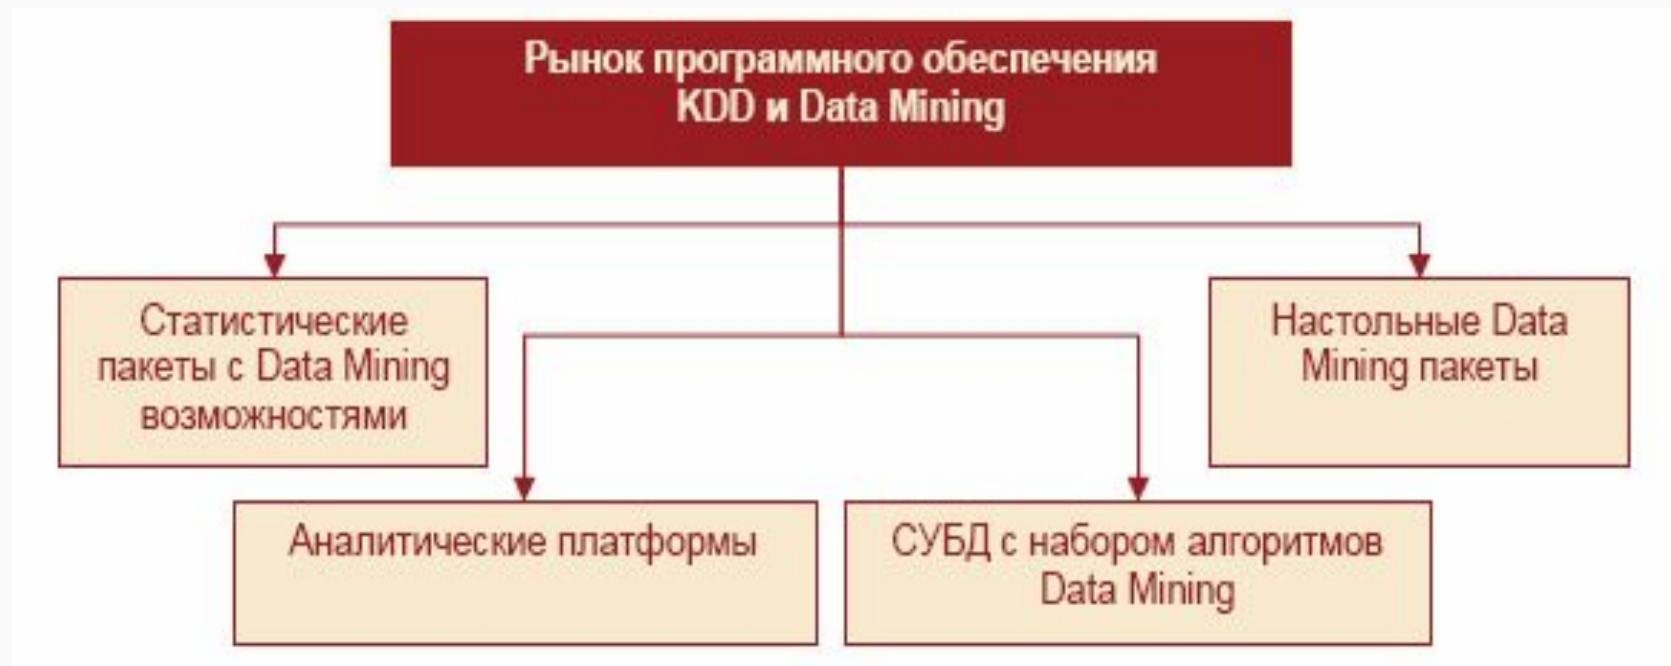 Рынок программного обеспечения
KDD и Data Mining
Статистические
пакеты с Data Mining
возможностями
Настольные Data
Mining пакеты
Аналитические платформы
СУБД с набором алгоритмов
Data Mining